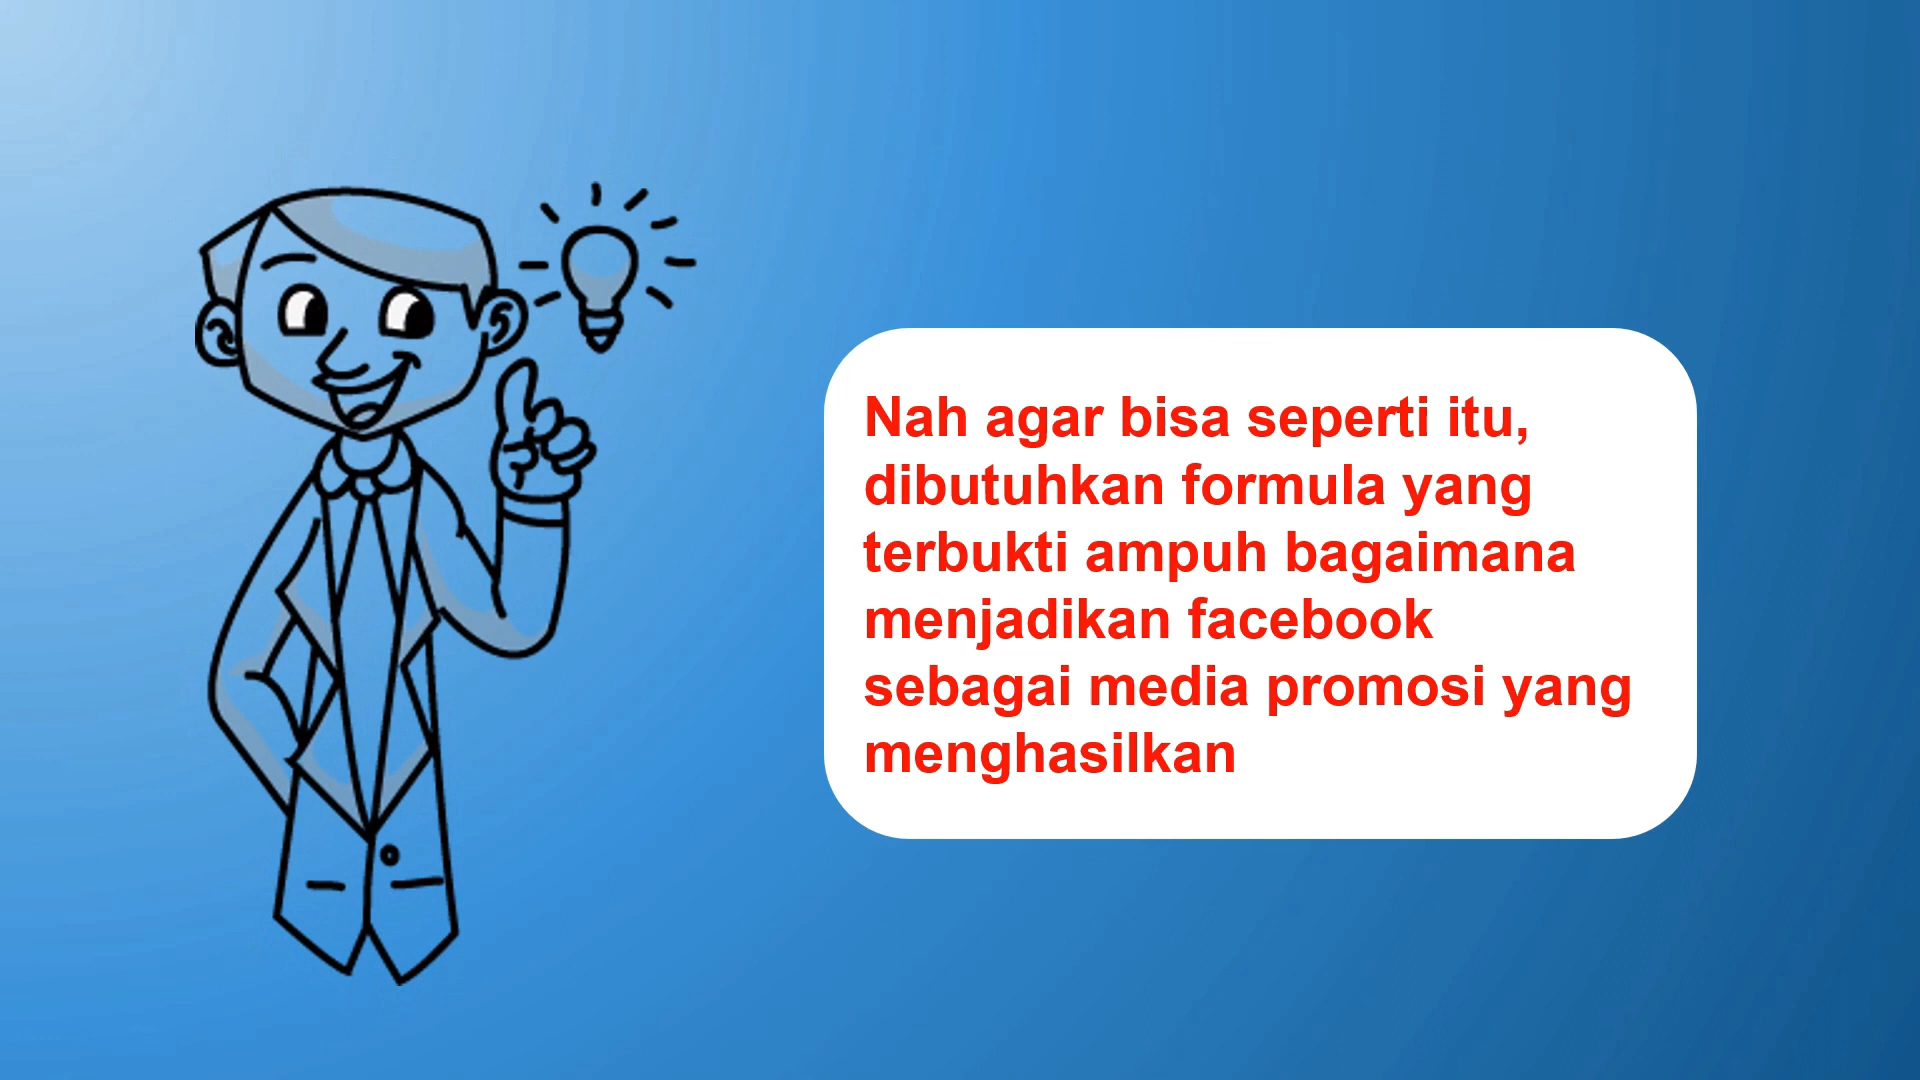 Nah agar bisa seperti itu,
dibutuhkan formula yang
terbukti ampuh bagaimana
menjadikan facebook
sebagai media promosi yang
menghasilkan